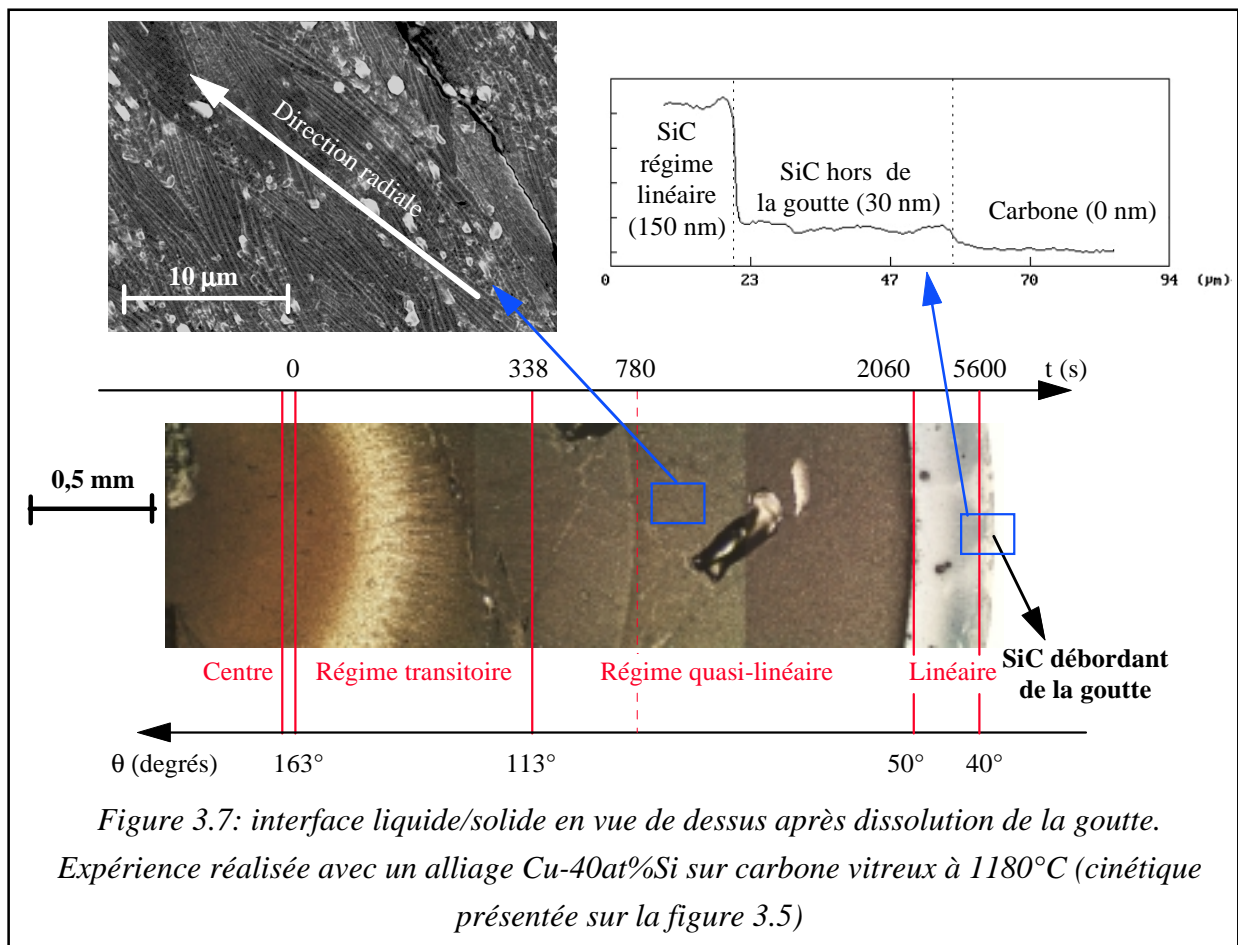 Direction radiale
10 µm
SiC
régime
linéaire
(150 nm)
SiC hors de
la goutte (30 nm)
Carbone (0 nm)
0 23 47 70 94 (µm)
0 338 780 2060 5600 t (s)
0,5 mm
Centre Régime transitoire Régime quasi-linéaire Linéaire
SiC débordant
de la goutte
θ (degrés) 163° 113° 50° 40°
Figure 3.7: interface liquide/solide en vue de dessus après dissolution de la goutte.
Expérience réalisée avec un alliage Cu-40at%Si sur carbone vitreux à 1180°C (cinétique
présentée sur la figure 3.5)